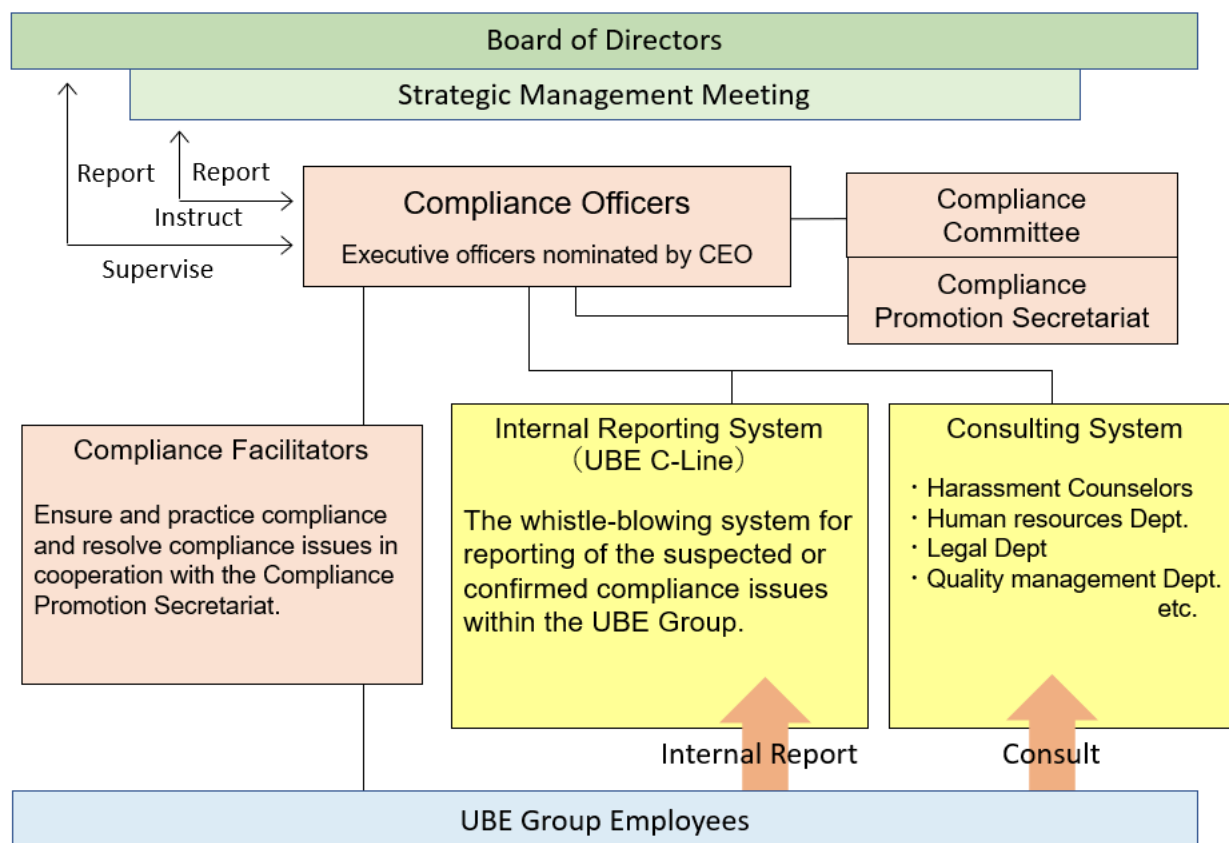 Board of Directors
Strategic Management Meeting
Report
Report
Instruct
Supervise
Compliance Officers
Executive officers nominated by CEO
Compliance
Committee
Compliance
Promotion Secretariat
Compliance Facilitators
Ensure and practice compliance
and resolve compliance issues in
cooperation with the Compliance
Promotion Secretariat.
Internal Reporting System
（UBE C-Line）
The whistle-blowing system for
reporting of the suspected or
confirmed compliance issues
within the UBE Group.
Consulting System
・Harassment Counselors
・Human resources Dept.
・Legal Dept
・Quality management Dept.
etc.
Internal Report
Consult
UBE Group Employees